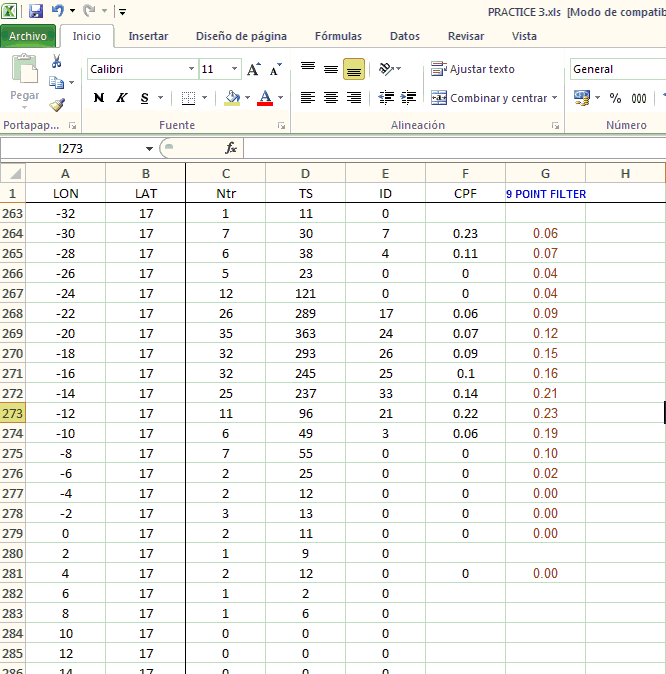 PRACTICE 3.xls [Modo de compatib
Archivo Inicio Insertar Diseño de página Fórmulas Datos Revisar Vista
Calibri 11 A A Ajustar texto General
Pegar N K S A Combinar y centrar % 000
Portapap... Fuente Alineación Número
I273 fx
A B C D E F G H
1 LON LAT Ntr TS ID CPF 9 POINT FILTER
263 -32 17 1 11 0
264 -30 17 7 30 7 0.23 0.06
265 -28 17 6 38 4 0.11 0.07
266 -26 17 5 23 0 0 0.04
267 -24 17 12 121 0 0 0.04
268 -22 17 26 289 17 0.06 0.09
269 -20 17 35 363 24 0.07 0.12
270 -18 17 32 293 26 0.09 0.15
271 -16 17 32 245 25 0.1 0.16
272 -14 17 25 237 33 0.14 0.21
273 -12 17 11 96 21 0.22 0.23
274 -10 17 6 49 3 0.06 0.19
275 -8 17 7 55 0 0 0.10
276 -6 17 2 25 0 0 0.02
277 -4 17 2 12 0 0 0.00
278 -2 17 3 13 0 0 0.00
279 0 17 2 11 0 0 0.00
280 2 17 1 9 0
281 4 17 2 12 0 0 0.00
282 6 17 1 2 0
283 8 17 1 6 0
284 10 17 0 0 0
285 12 17 0 0 0
286 14 17 0 0 0